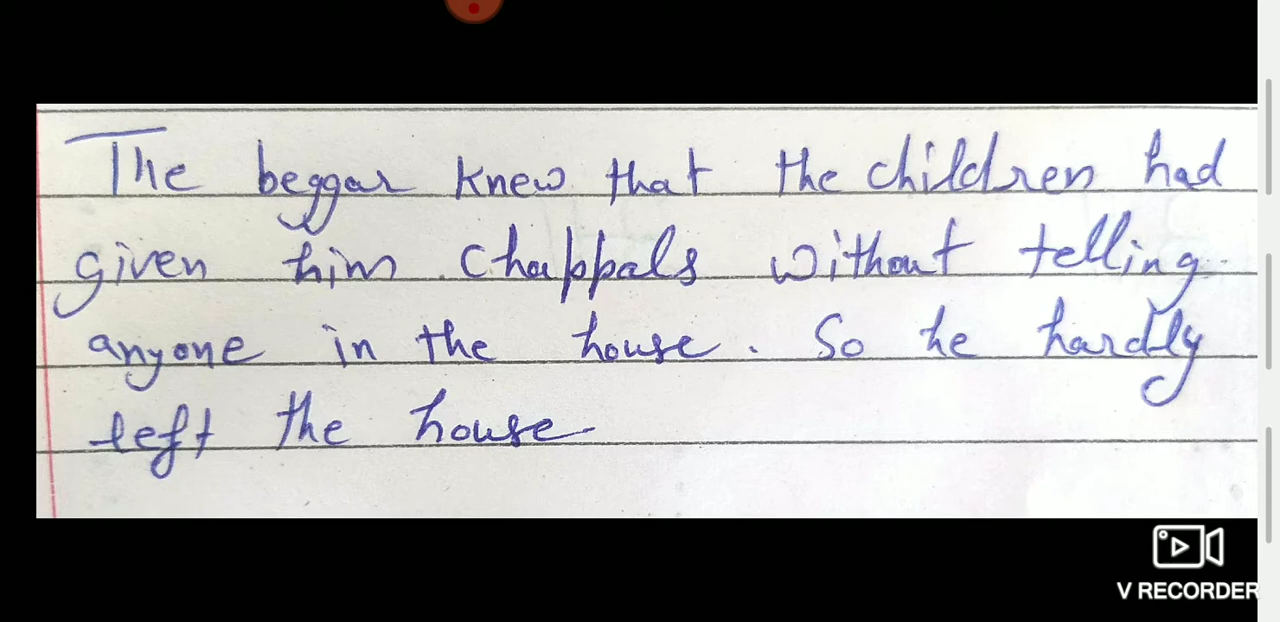 The beggar knew that the children had
given him chappals without telling
anyone in the house. So he hardly
left the house
V RECORDER